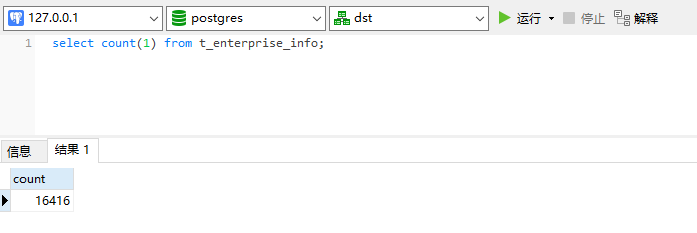 127.0.0.1 postgres dst 运行 停止 解释
1 select count(1) from t_enterprise_info;
信息 结果 1
count
16416